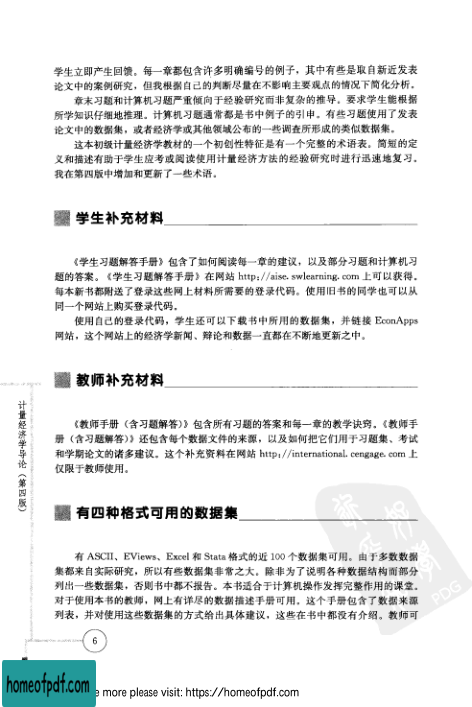 学生立即产生回馈。每一章都包含许多明确编号的例子，其中有些是取自新近发表
论文中的案例研究，但我根据自己的判断尽量在不影响主要观点的情况下简化分析。
章末习题和计算机习题严重倾向于经验研究而非复杂的推导。要求学生能根据
所学知识仔细地推理。计算机习题通常都是书中例子的引申。有些习题使用了发表
论文中的数据集，或者经济学或其他领域公布的一些调查所形成的类似数据集。
这本初级计量经济学教材的一个初创性特征是有一个完整的术语表。简短的定
义和描述有助于学生应考或阅读使用计量经济方法的经验研究时进行迅速地复习。
我在第四版中增加和更新了一些术语。
学生补充材料
《学生习题解答手册》包含了如何阅读每一章的建议，以及部分习题和计算机习
题的答案。《学生习题解答手册》在网站 http://aise.swlearning.com 上可以获得。
每本新书都附送了登录这些网上材料所需要的登录代码。使用旧书的同学也可以从
同一个网站上购买登录代码。
使用自己的登录代码，学生还可以下载书中所用的数据集，并链接 EconApps
网站，这个网站上的经济学新闻、辩论和数据一直都在不断地更新之中。
教师补充材料
《教师手册（含习题解答）》包含所有习题的答案和每一章的教学诀窍。《教师手
册（含习题解答）》还包含每个数据文件的来源，以及如何把它们用于习题集、考试
和学期论文的诸多建议。这个补充资料在网站 http://international.cengage.com 上
仅限于教师使用。
有四种格式可用的数据集
有 ASCII、EViews、Excel 和 Stata 格式的近 100 个数据集可用。由于多数数据
集都来自实际研究，所以有些数据集非常之大。除非为了说明各种数据结构而部分
列出一些数据集，否则书中都不报告。本书适合于计算机操作发挥完整作用的课堂。
对于使用本书的教师，网上有详尽的数据描述手册可用。这个手册包含了数据来源
列表，并对使用这些数据集的方式给出具体建议，这些在书中都没有介绍。教师可
计量经济学导论（第四版）
6
PDG
homeofpdf.com
e more please visit: https://homeofpdf.com